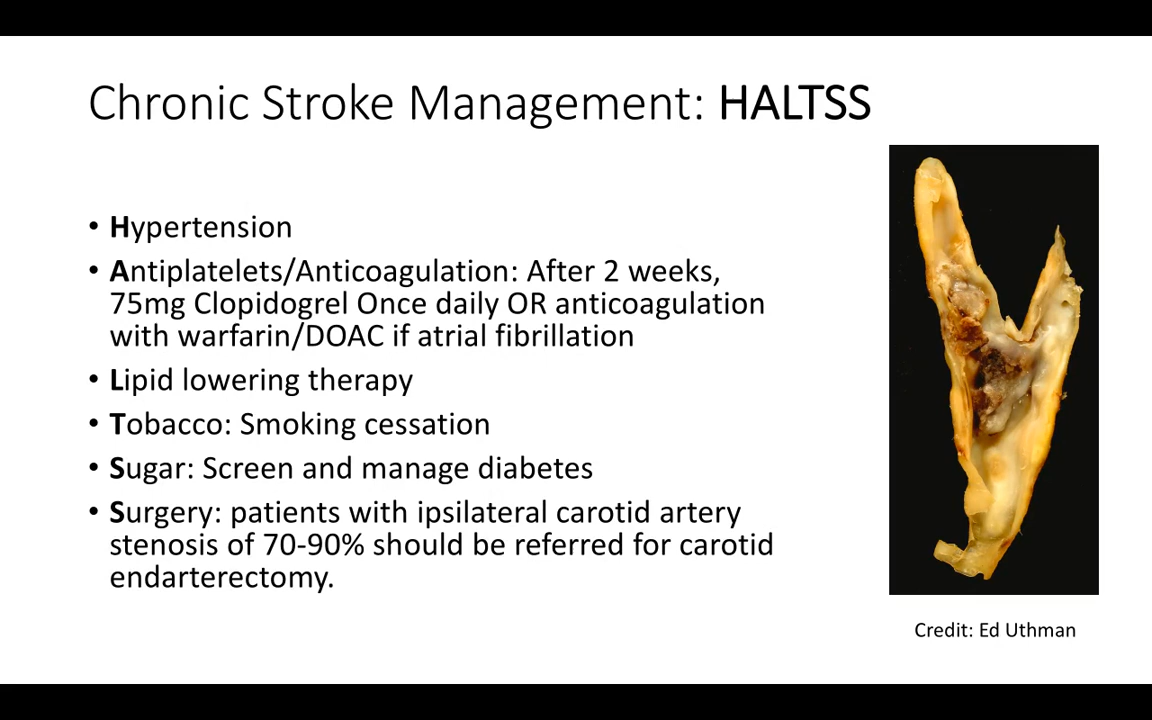 Chronic Stroke Management: HALTSS
• Hypertension
• Antiplatelets/Anticoagulation: After 2 weeks,
75mg Clopidogrel Once daily OR anticoagulation
with warfarin/DOAC if atrial fibrillation
• Lipid lowering therapy
• Tobacco: Smoking cessation
• Sugar: Screen and manage diabetes
• Surgery: patients with ipsilateral carotid artery
stenosis of 70-90% should be referred for carotid
endarterectomy.
Credit: Ed Uthman